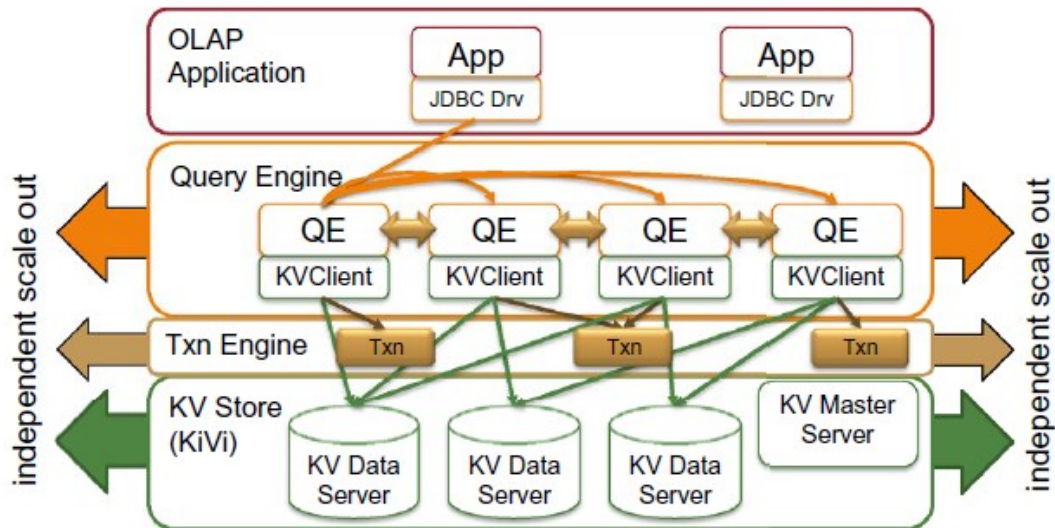 OLAP
Application
App
JDBC Drv
App
JDBC Drv
Query Engine
QE
QE
QE
QE
KVClient
KVClient
KVClient
KVClient
Txn Engine
Txn
Txn
Txn
KV Store
(KiVi)
KV Data
Server
KV Data
Server
KV Data
Server
KV Master
Server
independent scale out
independent scale out